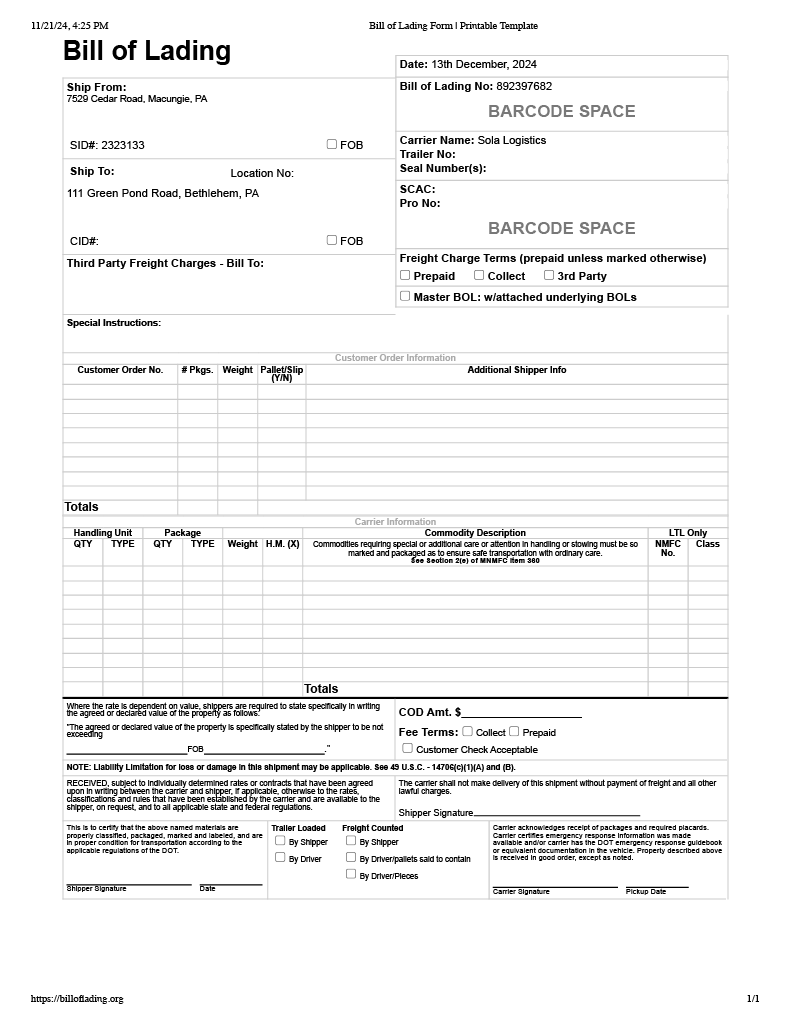 11/21/24, 4:25 PM Bill of Lading Form | Printable Template
Bill of Lading
Date: 13th December, 2024
Ship From:
7529 Cedar Road, Macungie, PA
SID#: 2323133 FOB
Bill of Lading No: 892397682
BARCODE SPACE
Ship To: Location No:
111 Green Pond Road, Bethlehem, PA
CID#: FOB
Carrier Name: Sola Logistics
Trailer No:
Seal Number(s):
SCAC:
Pro No:
BARCODE SPACE
Third Party Freight Charges - Bill To:
Freight Charge Terms (prepaid unless marked otherwise)
Prepaid Collect 3rd Party
Master BOL: w/attached underlying BOLs
Special Instructions:
Customer Order Information
Customer Order No. # Pkgs. Weight Pallet/Slip Additional Shipper Info
(Y/N)
Totals
Carrier Information
Handling Unit Package Commodity Description LTL Only
QTY TYPE QTY TYPE Weight H.M. (X) Commodities requiring special or additional care or attention in handling or stowing must be so NMFC Class
marked and packaged as to ensure safe transportation with ordinary care. No.
See Section 2(e) of MNMFC item 360
Totals
Where the rate is dependent on value, shippers are required to state specifically in writing
the agreed or declared value of the property as follows:
"The agreed or declared value of the property is specifically stated by the shipper to be not
exceeding
FOB ."
COD Amt. $
Fee Terms: Collect Prepaid
Customer Check Acceptable
NOTE: Liability Limitation for loss or damage in this shipment may be applicable. See 49 U.S.C. - 14706(c)(1)(A) and (B).
RECEIVED, subject to individually determined rates or contracts that have been agreed
upon in writing between the carrier and shipper, if applicable, otherwise to the rates,
classifications and rules that have been established by the carrier and are available to the
shipper, on request, and to all applicable state and federal regulations.
The carrier shall not make delivery of this shipment without payment of freight and all other
lawful charges.
Shipper Signature
This is to certify that the above named materials are
properly classified, packaged, marked and labeled, and are
in proper condition for transportation according to the
applicable regulations of the DOT.
Shipper Signature Date
Trailer Loaded Freight Counted
By Shipper By Shipper
By Driver By Driver/pallets said to contain
By Driver/Pieces
Carrier acknowledges receipt of packages and required placards.
Carrier certifies emergency response information was made
available and/or carrier has the DOT emergency response guidebook
or equivalent documentation in the vehicle. Property described above
is received in good order, except as noted.
Carrier Signature Pickup Date
https://billoflading.org 1/1